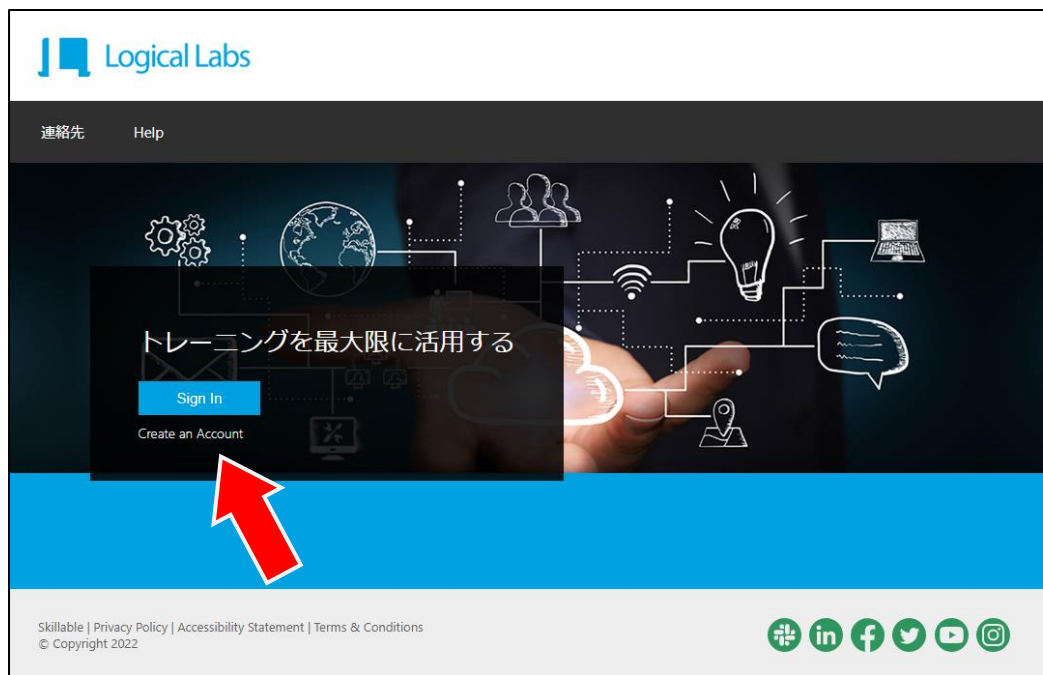 Logical Labs
連絡先 Help
トレーニングを最大限に活用する
Sign In
Create an Account
Skillable | Privacy Policy | Accessibility Statement | Terms & Conditions
© Copyright 2022